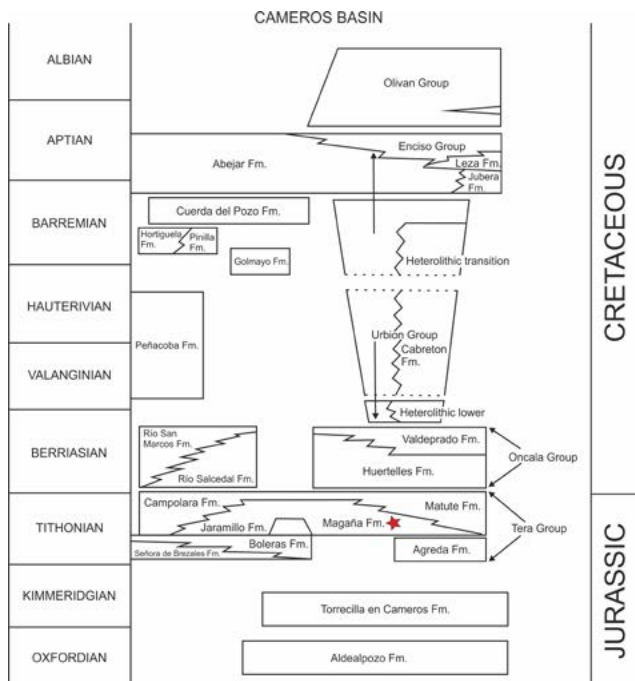 CAMEROS BASIN
ALBIAN
Olivan Group
APTIAN
Enciso Group
Abejar Fm.
Leza Fm.
Jubera
Fm.
BARREMIAN
Cuerda del Pozo Fm.
Hortiguela
Fm.
Pinilla
Fm.
Golmayo Fm.
Heterolithic transition
HAUTERIVIAN
Peñacoba Fm.
Urbion Group
Cabreton
Fm.
VALANGINIAN
Heterolithic lower
BERRIASIAN
Río San
Marcos Fm.
Río Salcedal Fm.
Valdeprado Fm.
Huertelles Fm.
Oncala Group
TITHONIAN
Campolara Fm.
Jaramillo Fm.
Magaña Fm.
Matute Fm.
Tera Group
Boleras Fm.
Señora de Brezales Fm.
Agreda Fm.
KIMMERIDGIAN
Torrecilla en Cameros Fm.
OXFORDIAN
Aldealpozo Fm.
CRETACEOUS
JURASSIC